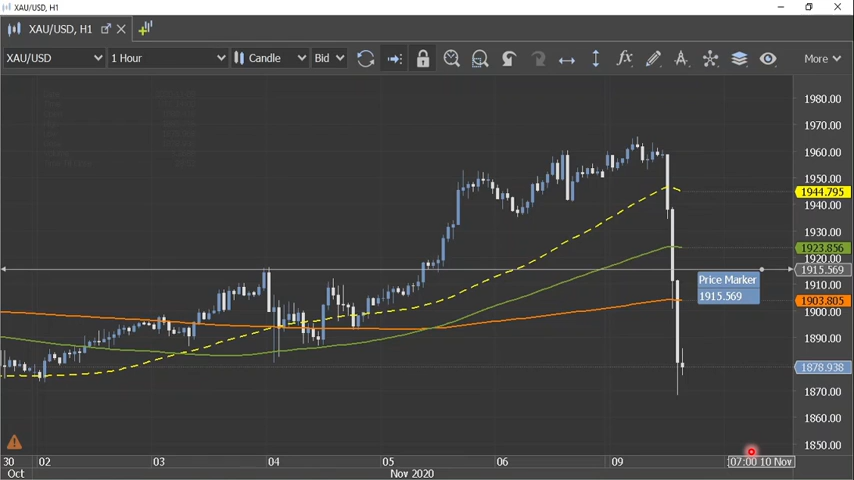 XAU/USD, H1
XAU/USD, H1
XAU/USD
1 Hour
Candle
Bid
fx
More
1980.00
1970.00
1960.00
1950.00
1944.795
1940.00
1930.00
1923.856
1920.00
1915.569
Price Marker
1915.569
1910.00
1903.805
1900.00
1890.00
1878.938
1870.00
1860.00
1850.00
30
02
03
04
05
06
09
07:00 10 Nov
Oct
Nov 2020